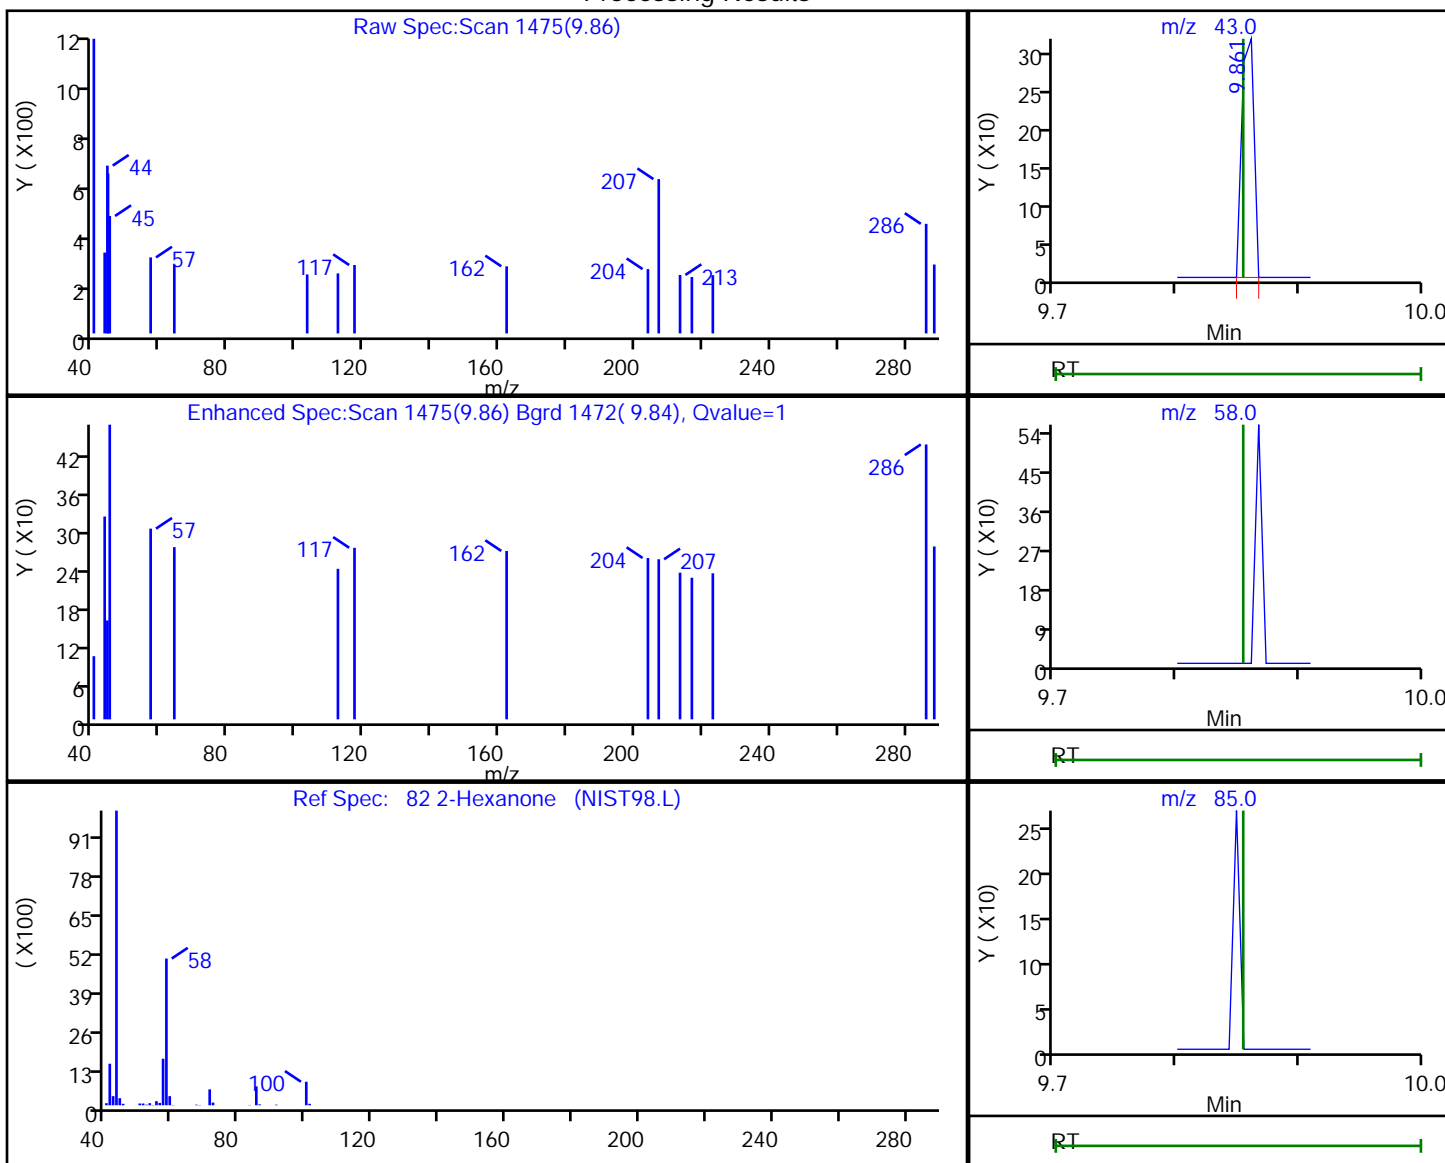 Processing Results
Raw Spec:Scan 1475(9.86)
Y ( X100)
12
10
8
6
4
2
0
44
45
57
117
162
204
207
213
286
40 80 120 160 200 240 280
m/z
m/z 43.0
Y ( X10)
30
25
20
15
10
5
0
9.861
9.7 10.0
Min
RT
Enhanced Spec:Scan 1475(9.86) Bgrd 1472( 9.84), Qvalue=1
Y ( X10)
42
36
30
24
18
12
6
0
57
117
162
204
207
286
40 80 120 160 200 240 280
m/z
m/z 58.0
Y ( X10)
54
45
36
27
18
9
0
9.7 10.0
Min
RT
Ref Spec: 82 2-Hexanone (NIST98.L)
( X100)
91
78
65
52
39
26
13
0
58
100
40 80 120 160 200 240 280
m/z 85.0
Y ( X10)
25
20
15
10
5
0
9.7 10.0
Min
RT